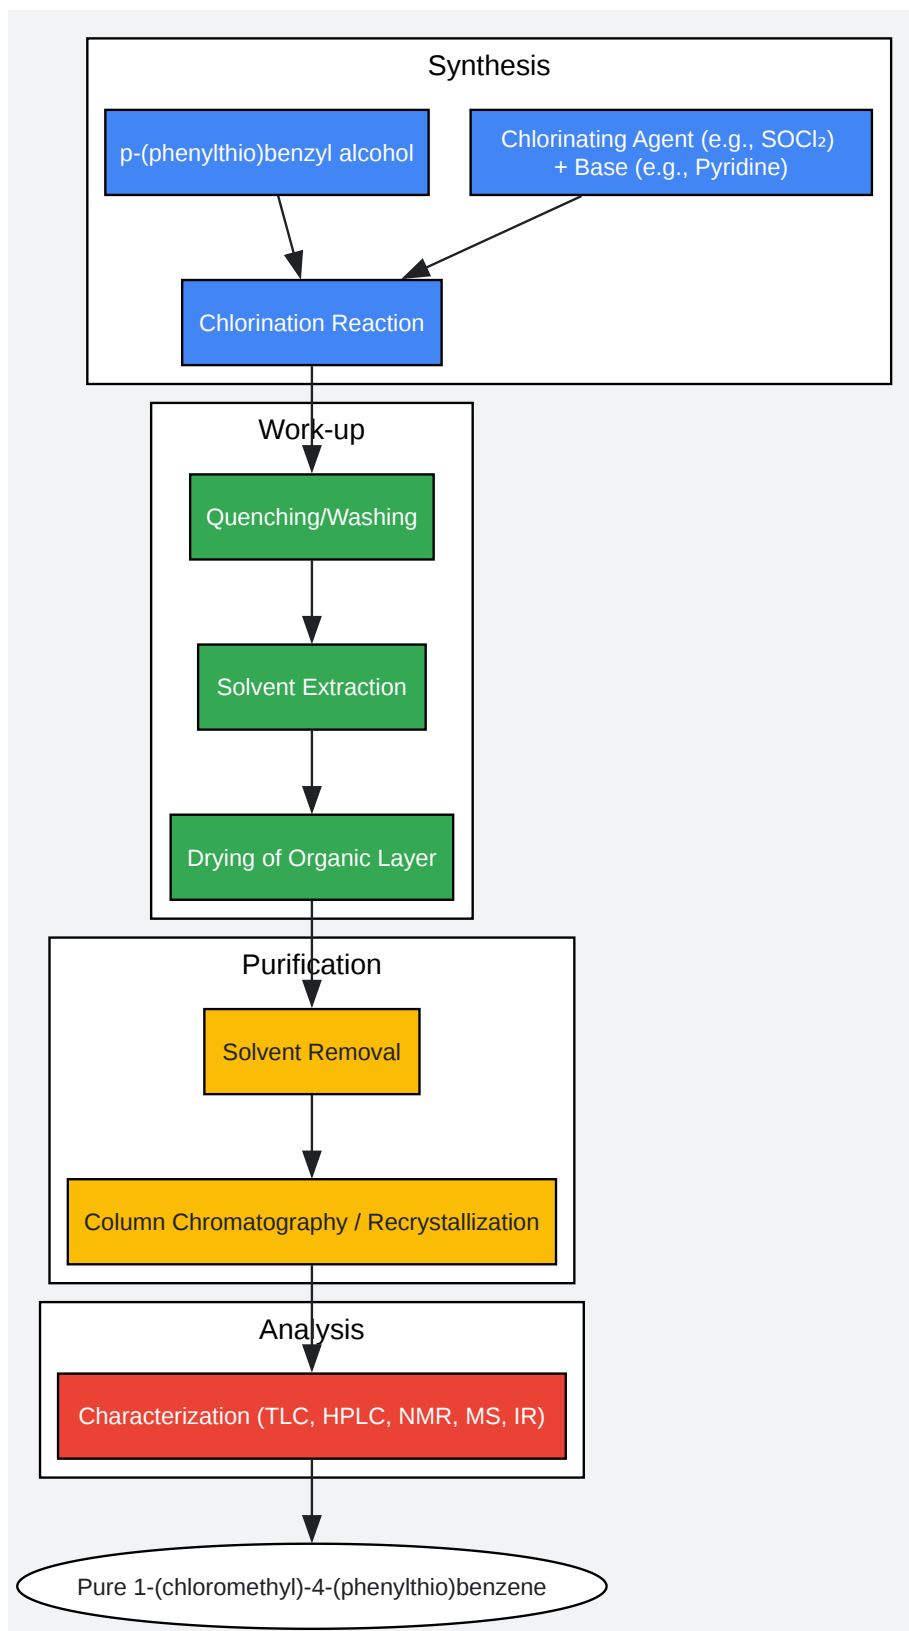 Synthesis
p-(phenylthio)benzyl alcohol
Chlorinating Agent (e.g., SOCl₂)
+ Base (e.g., Pyridine)
Chlorination Reaction
Work-up
Quenching/Washing
Solvent Extraction
Drying of Organic Layer
Purification
Solvent Removal
Column Chromatography / Recrystallization
Analysis
Characterization (TLC, HPLC, NMR, MS, IR)
Pure 1-(chloromethyl)-4-(phenylthio)benzene